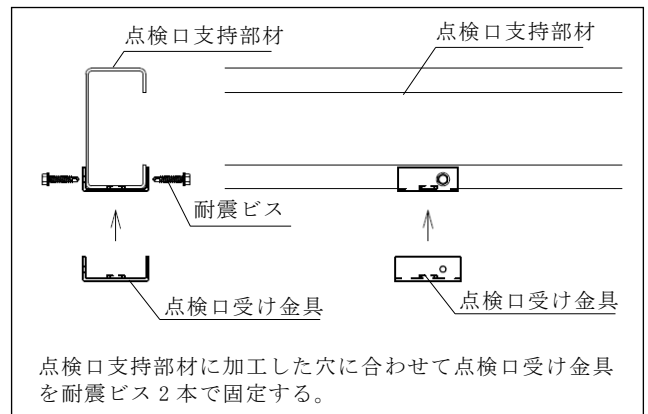 点検口支持部材
点検口支持部材
耐震ビス
点検口受け金具
点検口受け金具
点検口支持部材に加工した穴に合わせて点検口受け金具
を耐震ビス２本で固定する。